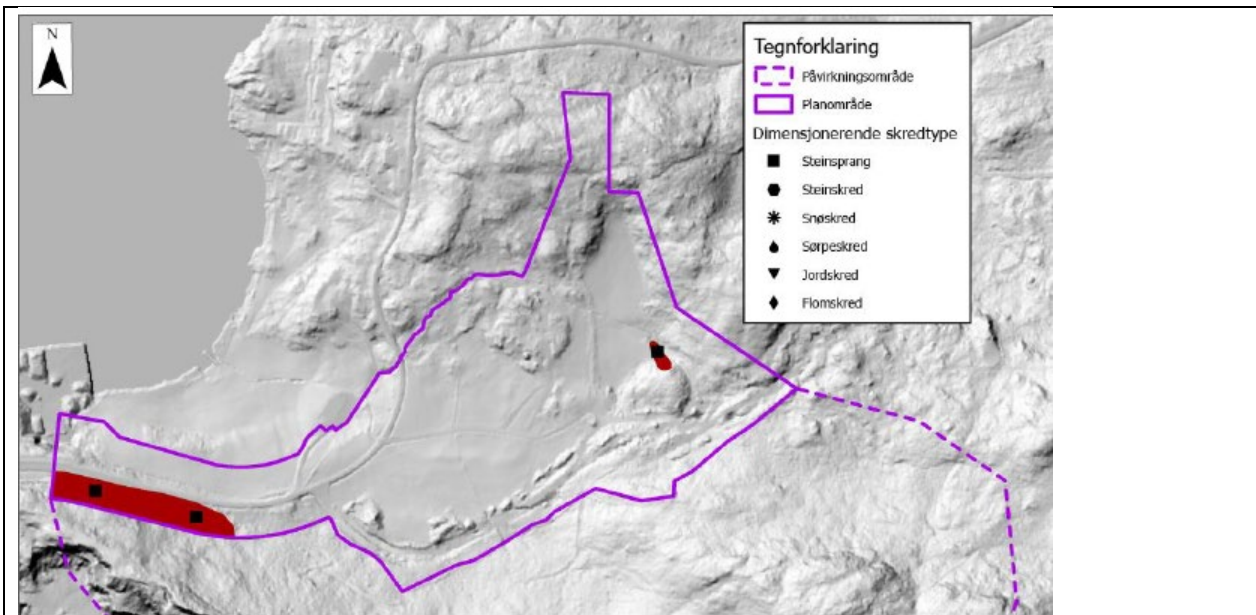 N
Tegnforklaring
Påvirkningsområde
Planområde
Dimensjonerende skredtype
Steinsprang
Steinskred
Snøskred
Sørpeskred
Jordskred
Flomskred